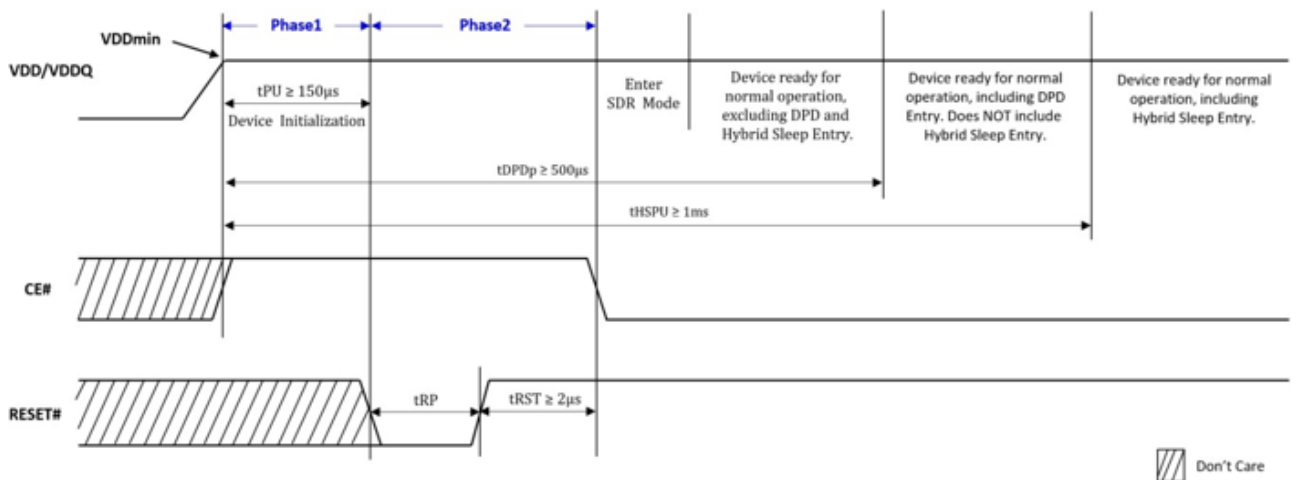 Phase1
Phase2
VDDmin
VDD/VDDQ
tPU ≥ 150µs
Device Initialization
Enter
SDR Mode
Device ready for
normal operation,
excluding DPD and
Hybrid Sleep Entry.
Device ready for normal
operation, including DPD
Entry. Does NOT include
Hybrid Sleep Entry.
Device ready for normal
operation, including
Hybrid Sleep Entry.
tDPDp ≥ 500µs
tHSPU ≥ 1ms
CE#
RESET#
tRP
tRST ≥ 2µs
Don't Care